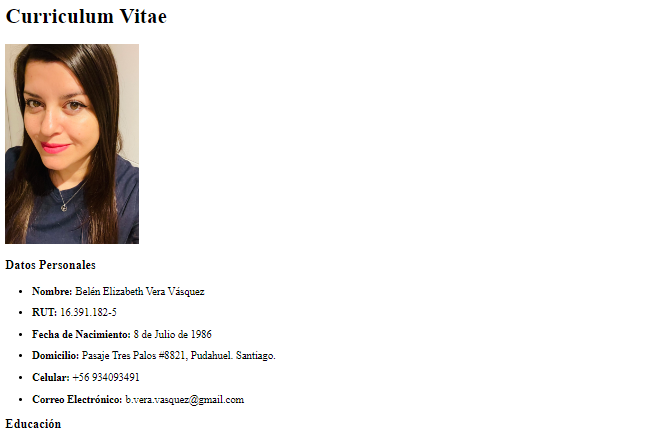 Curriculum Vitae
Datos Personales
Nombre: Belén Elizabeth Vera Vásquez
RUT: 16.391.182-5
Fecha de Nacimiento: 8 de Julio de 1986
Domicilio: Pasaje Tres Palos #8821, Pudahuel. Santiago.
Celular: +56 934093491
Correo Electrónico: b.vera.vasquez@gmail.com
Educación